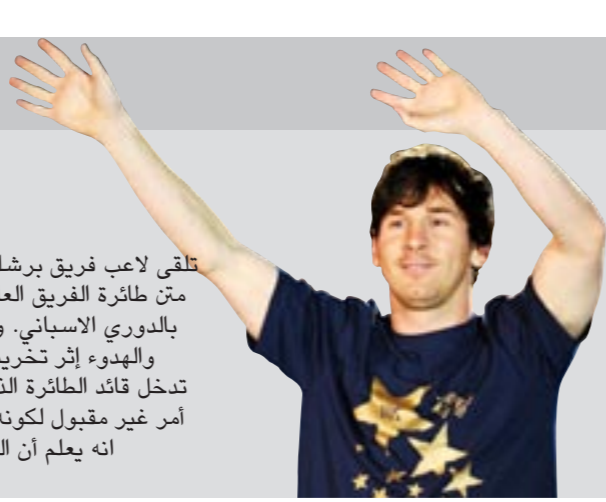 تلقى لاعب فريق برشا
متن طائرة الفريق الع
بالدوري الاسباني. و
والهدوء إثر تخري
تدخل قائد الطائرة الذ
أمر غير مقبول لكونه
انه يعلم أن ال